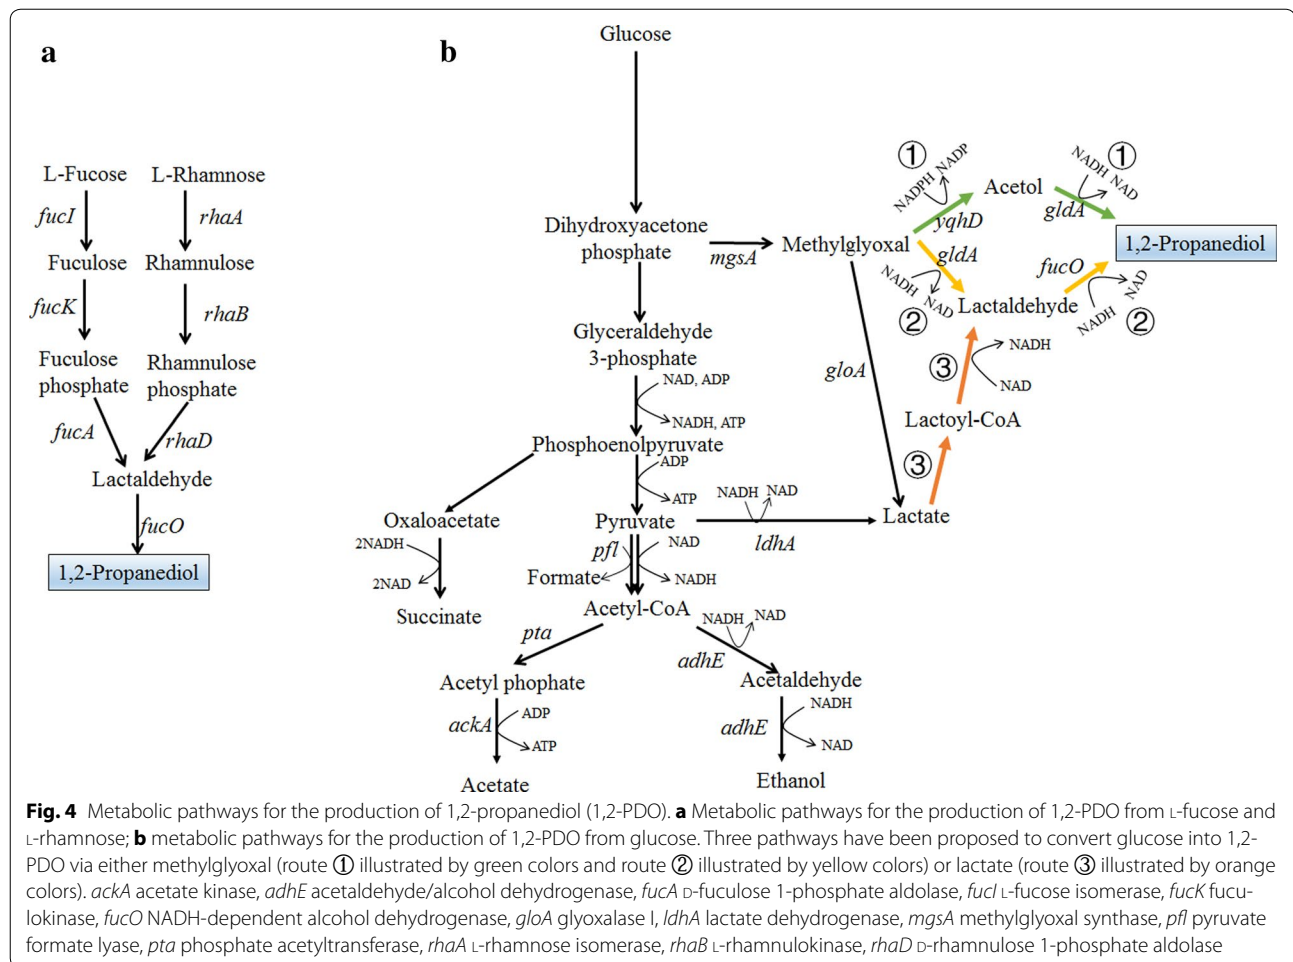 a
b
L-Fucose
L-Rhamnose
fucI
rhaA
Fuculose
Rhamnulose
fucK
rhaB
Fuculose
phosphate
Rhamnulose
phosphate
fucA
rhaD
Lactaldehyde
fucO
1,2-Propanediol
Glucose
Dihydroxyacetone
phosphate
mgsA
Methylglyoxal
①
NADPH
NADP
yqhD
Acetol
①
NADH
NAD
gldA
1,2-Propanediol
gldA
NADH
NAD
②
Lactaldehyde
fucO
NADH
NAD
②
Glyceraldehyde
3-phosphate
NAD, ADP
NADH, ATP
gloA
③
NADH
NAD
Lactoyl-CoA
③
Lactate
Phosphoenolpyruvate
ADP
ATP
Oxaloacetate
2NADH
2NAD
Succinate
Pyruvate
NADH
NAD
ldhA
pfl
NAD
NADH
Formate
Acetyl-CoA
pta
NADH
NAD
adhE
Acetyl phophate
Acetaldehyde
ackA
ADP
ATP
adhE
NADH
NAD
Acetate
Ethanol
Fig. 4 Metabolic pathways for the production of 1,2-propanediol (1,2-PDO). a Metabolic pathways for the production of 1,2-PDO from L-fucose and
L-rhamnose; b metabolic pathways for the production of 1,2-PDO from glucose. Three pathways have been proposed to convert glucose into 1,2-
PDO via either methylglyoxal (route ① illustrated by green colors and route ② illustrated by yellow colors) or lactate (route ③ illustrated by orange
colors). ackA acetate kinase, adhE acetaldehyde/alcohol dehydrogenase, fucA D-fuculose 1-phosphate aldolase, fucI L-fucose isomerase, fucK fucu-
lokinase, fucO NADH-dependent alcohol dehydrogenase, gloA glyoxalase I, ldhA lactate dehydrogenase, mgsA methylglyoxal synthase, pfl pyruvate
formate lyase, pta phosphate acetyltransferase, rhaA L-rhamnose isomerase, rhaB L-rhamnulokinase, rhaD D-rhamnulose 1-phosphate aldolase